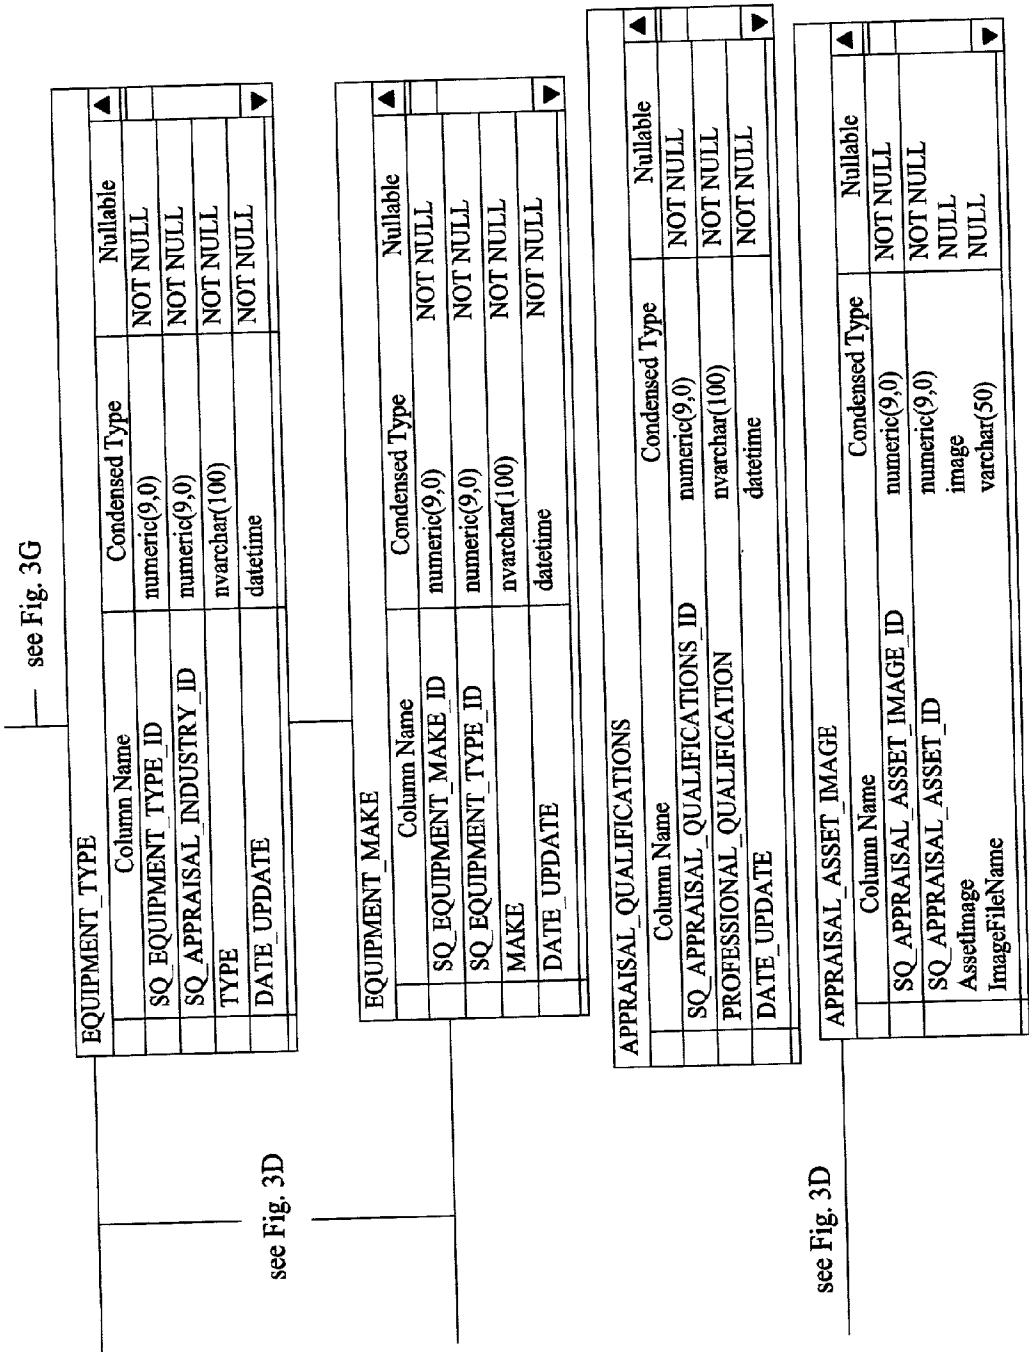 see Fig. 3G
EQUIPMENT_TYPE
Column Name Condensed Type Nullable
SQ_EQUIPMENT_TYPE_ID numeric(9,0) NOT NULL
SQ_APPRAISAL_INDUSTRY_ID numeric(9,0) NOT NULL
TYPE nvarchar(100) NOT NULL
DATE_UPDATE datetime NOT NULL
see Fig. 3D
EQUIPMENT_MAKE
Column Name Condensed Type Nullable
SQ_EQUIPMENT_MAKE_ID numeric(9,0) NOT NULL
SQ_EQUIPMENT_TYPE_ID numeric(9,0) NOT NULL
MAKE nvarchar(100) NOT NULL
DATE_UPDATE datetime NOT NULL
APPRAISAL_QUALIFICATIONS
Column Name Condensed Type Nullable
SQ_APPRAISAL_QUALIFICATIONS_ID numeric(9,0) NOT NULL
PROFESSIONAL_QUALIFICATION nvarchar(100) NOT NULL
DATE_UPDATE datetime NOT NULL
see Fig. 3D
APPRAISAL_ASSET_IMAGE
Column Name Condensed Type Nullable
SQ_APPRAISAL_ASSET_IMAGE_ID numeric(9,0) NOT NULL
SQ_APPRAISAL_ASSET_ID numeric(9,0) NOT NULL
AssetImage image NULL
ImageFileName varchar(50) NULL